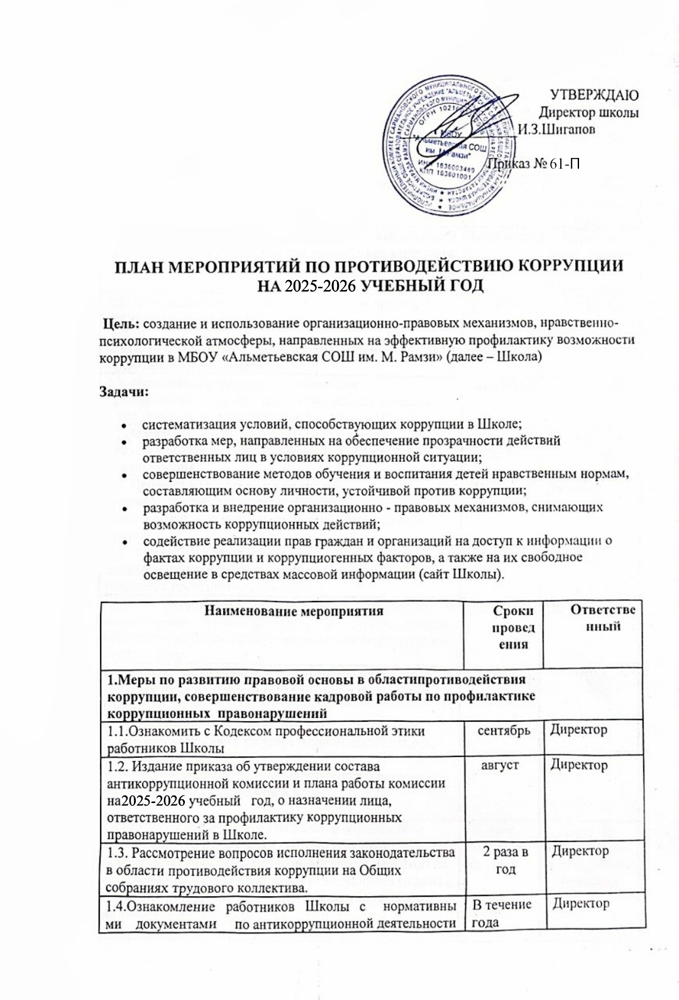 УТВЕРЖДАЮ
Директор школы
И.З.Шигапов
Приказ № 61-П
МБОУ
"Альметьевская СОШ
им. М.Рамзи"
ИНН 1636003469
КПП 163601001
ПЛАН МЕРОПРИЯТИЙ ПО ПРОТИВОДЕЙСТВИЮ КОРРУПЦИИ
НА 2025-2026 УЧЕБНЫЙ ГОД
Цель: создание и использование организационно-правовых механизмов, нравственно-
психологической атмосферы, направленных на эффективную профилактику возможности
коррупции в МБОУ «Альметьевская СОШ им. М. Рамзи» (далее – Школа)
Задачи:
• систематизация условий, способствующих коррупции в Школе;
• разработка мер, направленных на обеспечение прозрачности действий
ответственных лиц в условиях коррупционной ситуации;
• совершенствование методов обучения и воспитания детей нравственным нормам,
составляющим основу личности, устойчивой против коррупции;
• разработка и внедрение организационно - правовых механизмов, снимающих
возможность коррупционных действий;
• содействие реализации прав граждан и организаций на доступ к информации о
фактах коррупции и коррупциогенных факторов, а также на их свободное
освещение в средствах массовой информации (сайт Школы).
Наименование мероприятия
Сроки
провед
ения
Ответстве
нный
1.Меры по развитию правовой основы в областипротиводействия
коррупции, совершенствование кадровой работы по профилактике
коррупционных правонарушений
1.1.Ознакомить с Кодексом профессиональной этики
работников Школы
сентябрь
Директор
1.2. Издание приказа об утверждении состава
антикоррупционной комиссии и плана работы комиссии
на2025-2026 учебный год, о назначении лица,
ответственного за профилактику коррупционных
правонарушений в Школе.
август
Директор
1.3. Рассмотрение вопросов исполнения законодательства
в области противодействия коррупции на Общих
собраниях трудового коллектива.
2 раза в
год
Директор
1.4.Ознакомление работников Школы с нормативны
ми документами по антикоррупционной деятельности
В течение
года
Директор